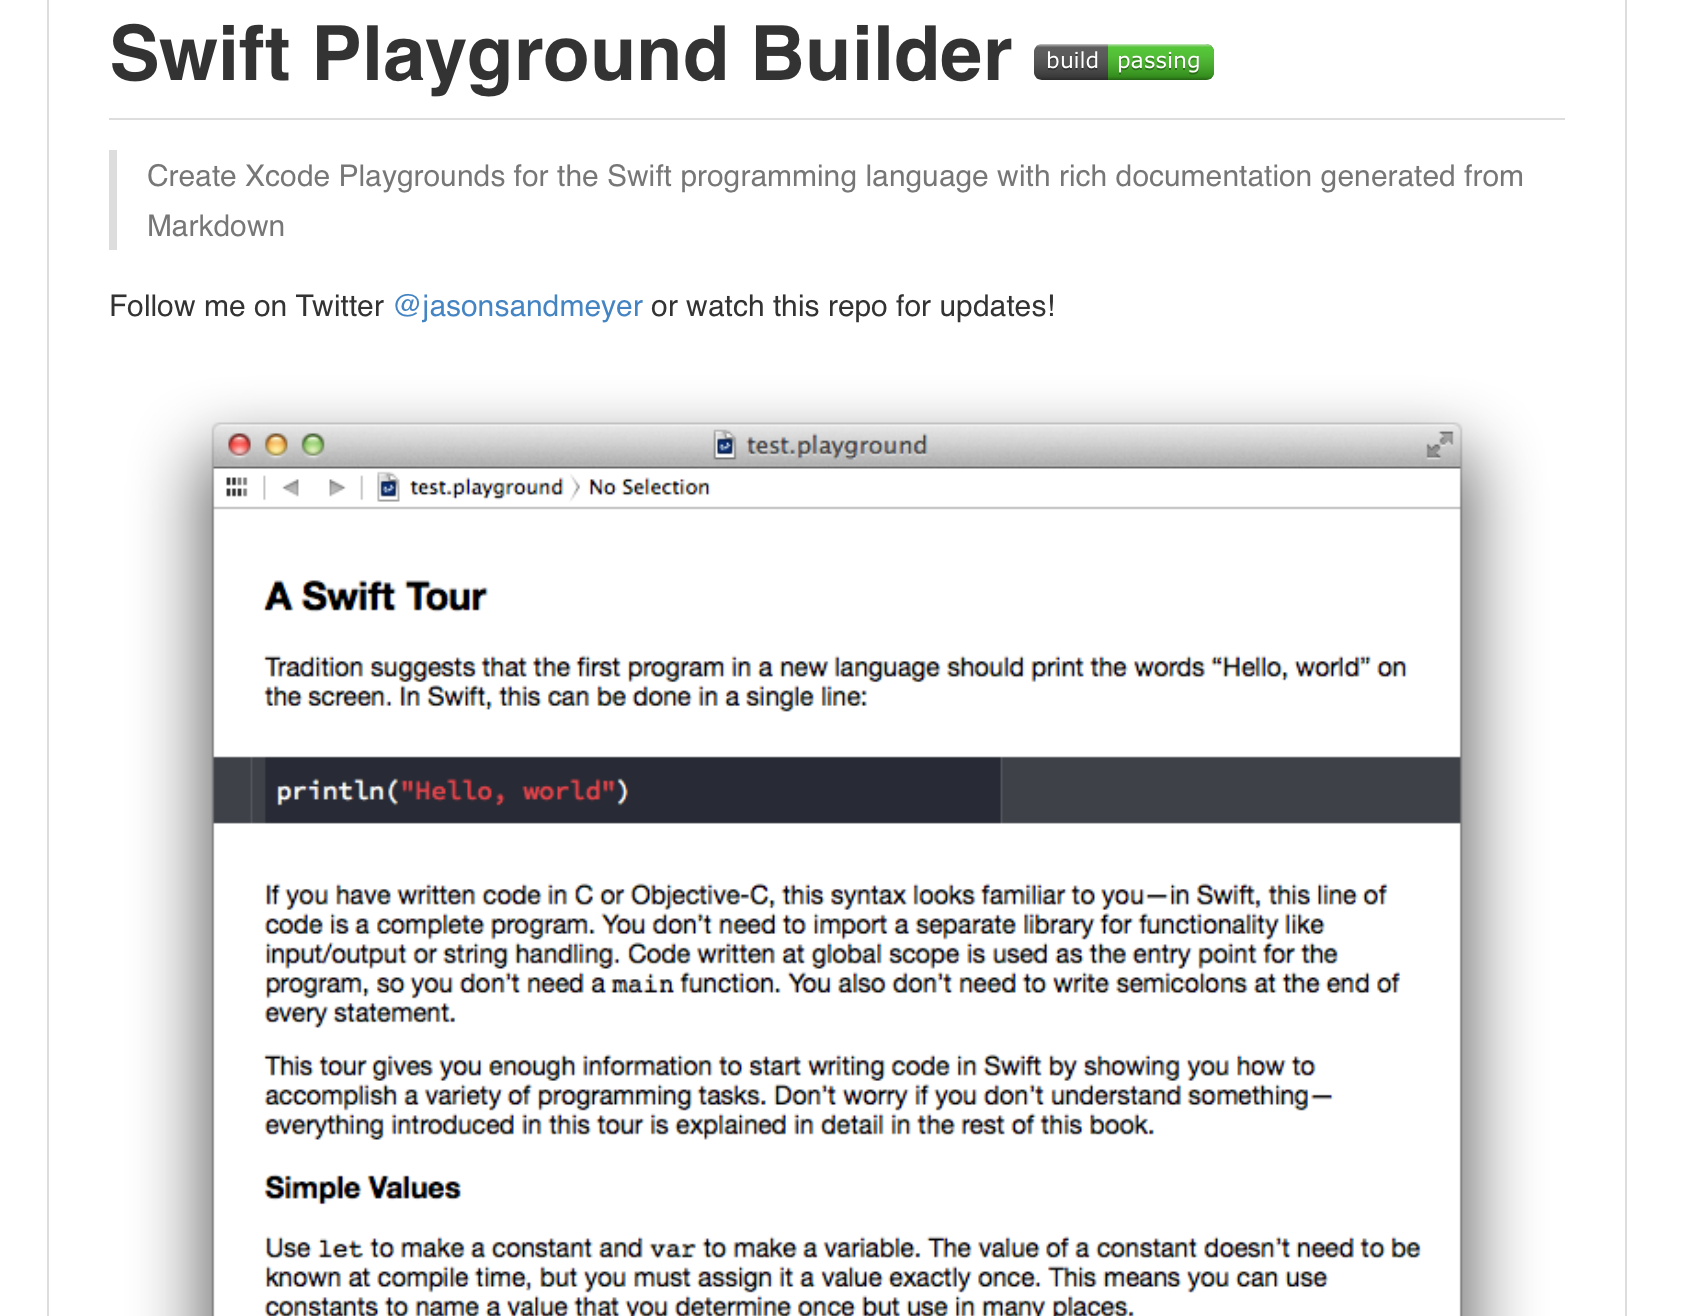 Swift Playground Builder build passing
Create Xcode Playgrounds for the Swift programming language with rich documentation generated from
Markdown
Follow me on Twitter @jasonsandmeyer or watch this repo for updates!
test.playground
test.playground 〉 No Selection
A Swift Tour
Tradition suggests that the first program in a new language should print the words “Hello, world” on
the screen. In Swift, this can be done in a single line:
println("Hello, world")
If you have written code in C or Objective-C, this syntax looks familiar to you—in Swift, this line of
code is a complete program. You don’t need to import a separate library for functionality like
input/output or string handling. Code written at global scope is used as the entry point for the
program, so you don’t need a main function. You also don’t need to write semicolons at the end of
every statement.
This tour gives you enough information to start writing code in Swift by showing you how to
accomplish a variety of programming tasks. Don’t worry if you don’t understand something—
everything introduced in this tour is explained in detail in the rest of this book.
Simple Values
Use let to make a constant and var to make a variable. The value of a constant doesn’t need to be
known at compile time, but you must assign it a value exactly once. This means you can use
constants to name a value that you determine once but use in many places.